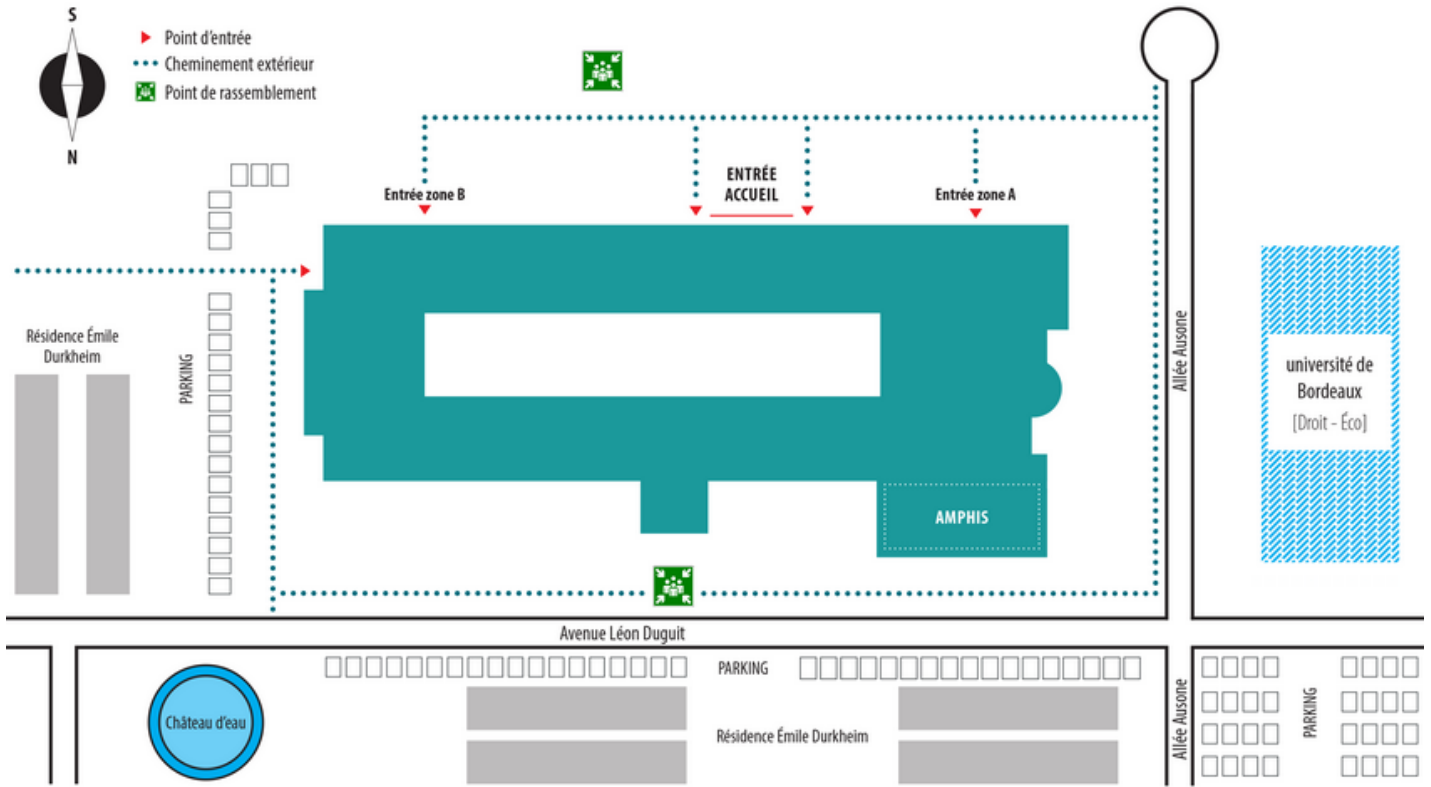 S
N
Point d'entrée
Cheminement extérieur
Point de rassemblement
Entrée zone B
ENTRÉE
ACCUEIL
Entrée zone A
Résidence Émile
Durkheim
PARKING
Allée Ausone
université de
Bordeaux
[Droit - Éco]
AMPHIS
Avenue Léon Duguit
Château d'eau
PARKING
Résidence Émile Durkheim
Allée Ausone
PARKING